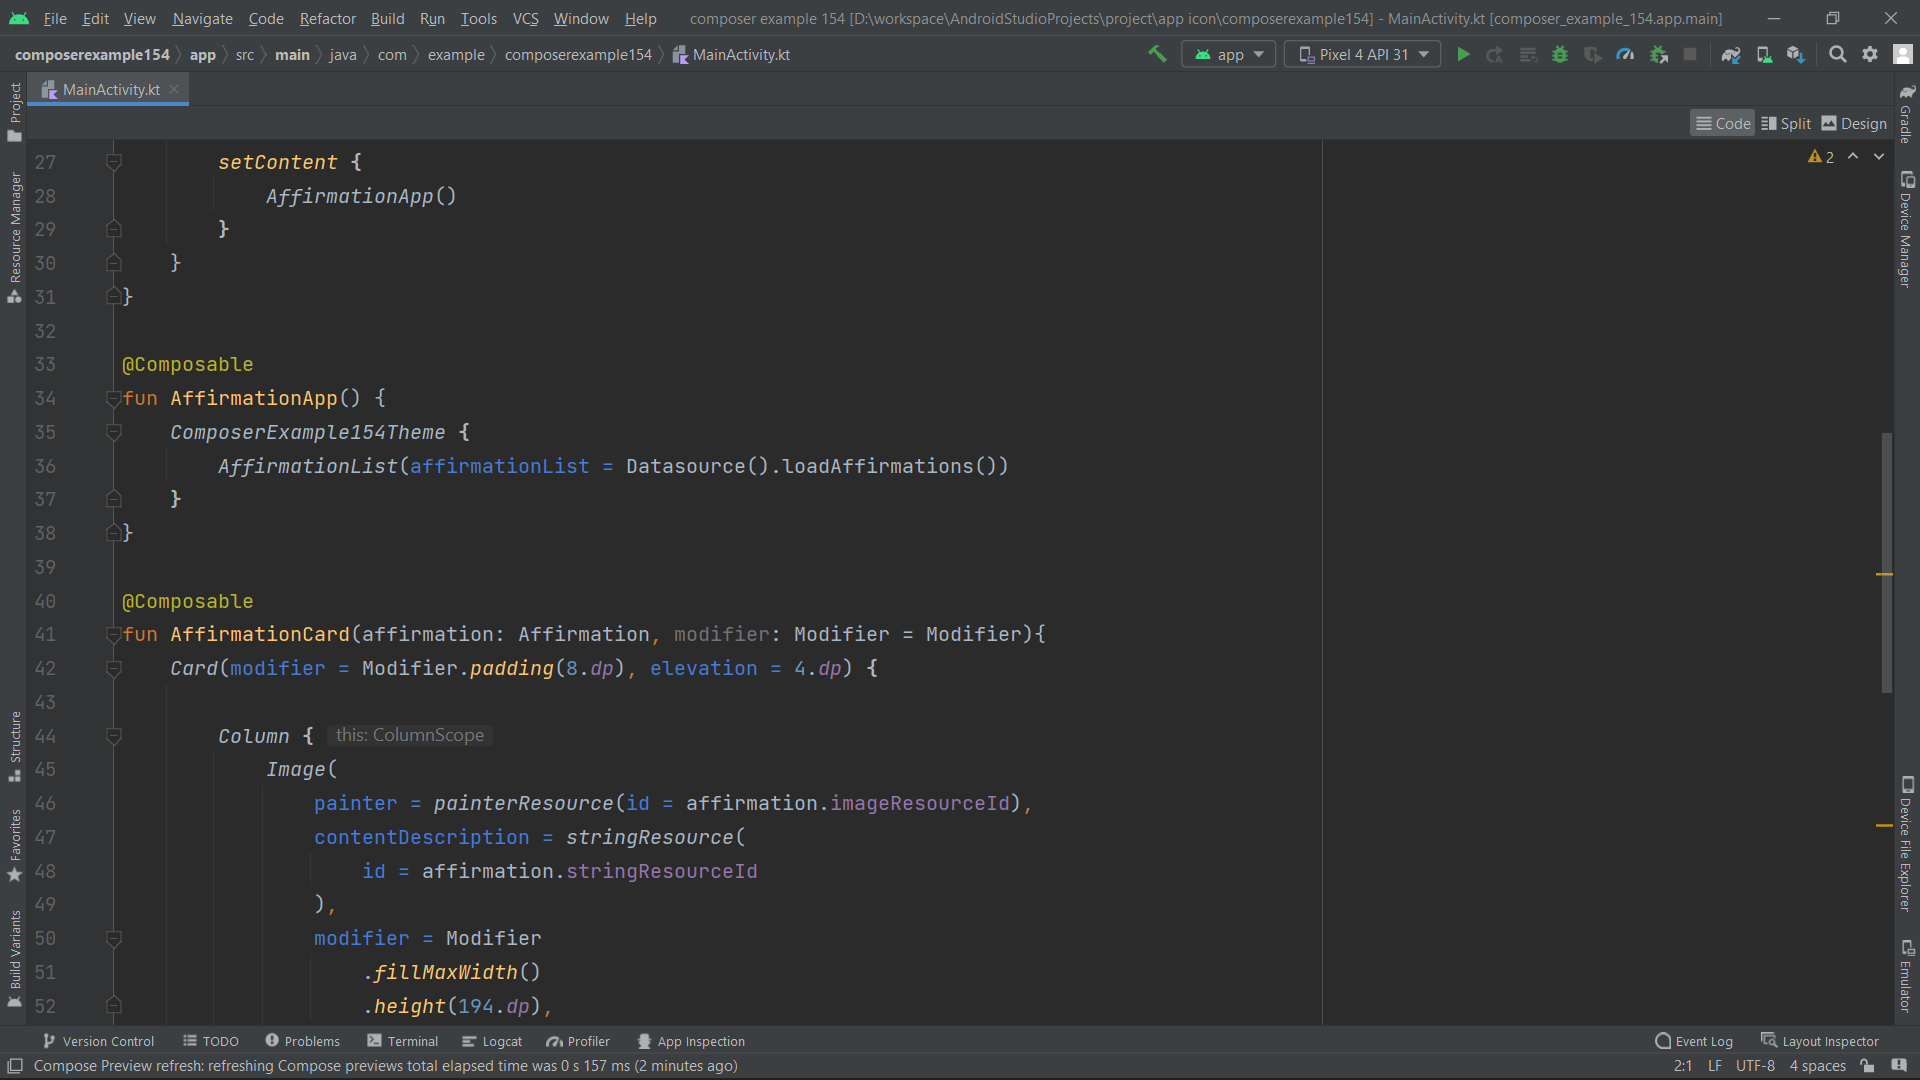 File Edit View Navigate Code Refactor Build Run Tools VCS Window Help composer example 154 [D:\workspace\AndroidStudioProjects\project\app icon\composerexample154] - MainActivity.kt [composer_example_154.app.main]
composerexample154 app src main java com example composerexample154 MainActivity.kt app Pixel 4 API 31
MainActivity.kt
Code Split Design
2
27 setContent {
28 AffirmationApp()
29 }
30 }
31 }
32
33 @Composable
34 fun AffirmationApp() {
35 ComposerExample154Theme {
36 AffirmationList(affirmationList = Datasource().loadAffirmations())
37 }
38 }
39
40 @Composable
41 fun AffirmationCard(affirmation: Affirmation, modifier: Modifier = Modifier){
42 Card(modifier = Modifier.padding(8.dp), elevation = 4.dp) {
43
44 Column { this: ColumnScope
45 Image(
46 painter = painterResource(id = affirmation.imageResourceId),
47 contentDescription = stringResource(
48 id = affirmation.stringResourceId
49 ),
50 modifier = Modifier
51 .fillMaxWidth()
52 .height(194.dp),
Project
Resource Manager
Structure
Favorites
Build Variants
Gradle
Device Manager
Device File Explorer
Emulator
Version Control TODO Problems Terminal Logcat Profiler App Inspection Event Log Layout Inspector
Compose Preview refresh: refreshing Compose previews total elapsed time was 0 s 157 ms (2 minutes ago) 2:1 LF UTF-8 4 spaces